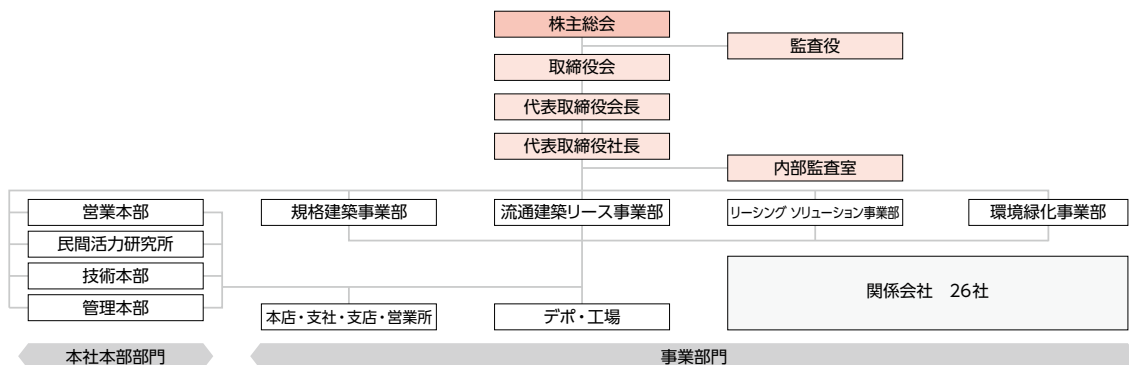 株主総会
監査役
取締役会
代表取締役会長
代表取締役社長
内部監査室
営業本部
規格建築事業部
流通建築リース事業部
リーシング ソリューション事業部
環境緑化事業部
民間活力研究所
技術本部
管理本部
関係会社　26社
本店・支社・支店・営業所
デポ・工場
本社本部部門
事業部門